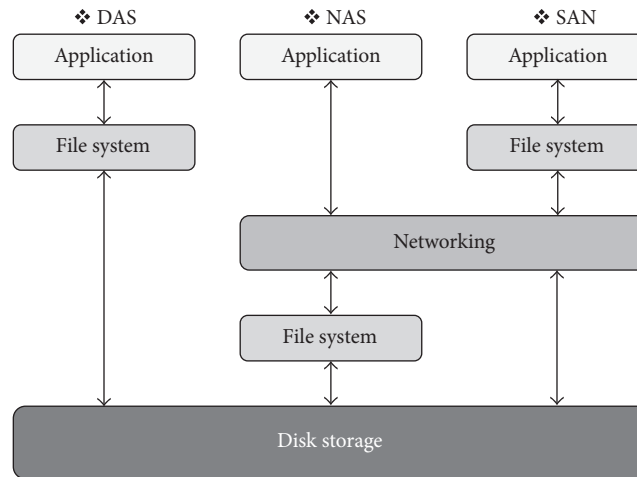 ❖ DAS
❖ NAS
❖ SAN
Application
Application
Application
File system
File system
Networking
File system
Disk storage